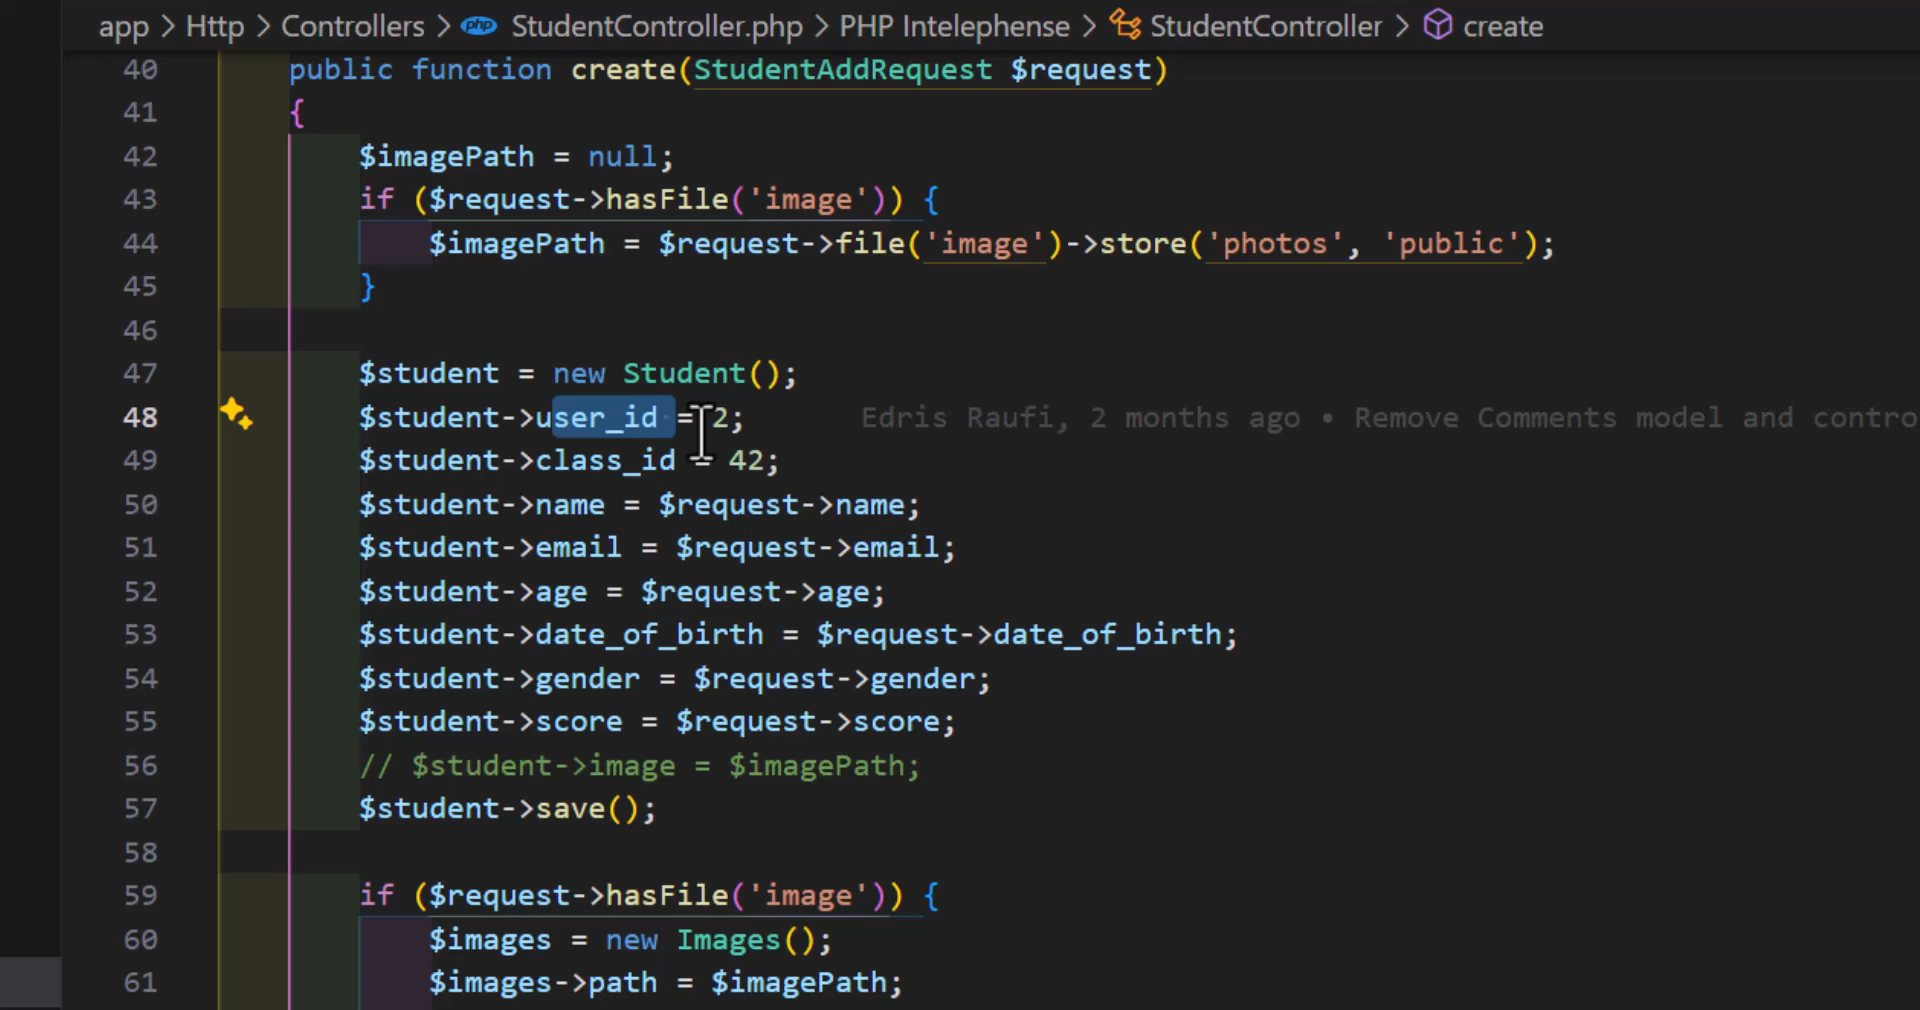 app > Http > Controllers > php StudentController.php > PHP Intelephense > StudentController > create
40 public function create(StudentAddRequest $request)
41 {
42 $imagePath = null;
43 if ($request->hasFile('image')) {
44 $imagePath = $request->file('image')->store('photos', 'public');
45 }
46
47 $student = new Student();
48 $student->user_id = 2; Edris Raufi, 2 months ago • Remove Comments model and contro
49 $student->class_id = 42;
50 $student->name = $request->name;
51 $student->email = $request->email;
52 $student->age = $request->age;
53 $student->date_of_birth = $request->date_of_birth;
54 $student->gender = $request->gender;
55 $student->score = $request->score;
56 // $student->image = $imagePath;
57 $student->save();
58
59 if ($request->hasFile('image')) {
60 $images = new Images();
61 $images->path = $imagePath;